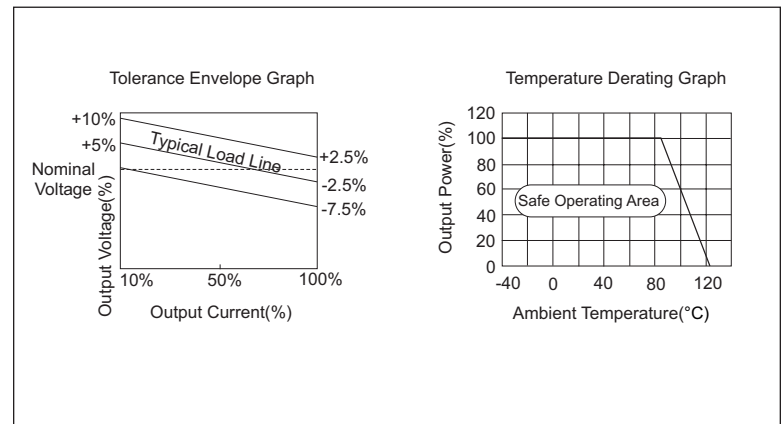 Tolerance Envelope Graph
+10%
+5%
Nominal
Voltage
Output Voltage(%)
Typical Load Line
+2.5%
-2.5%
-7.5%
10%
50%
100%
Output Current(%)
Temperature Derating Graph
Output Power(%)
120
100
80
60
40
20
0
Safe Operating Area
-40
0
40
80
120
Ambient Temperature(°C)